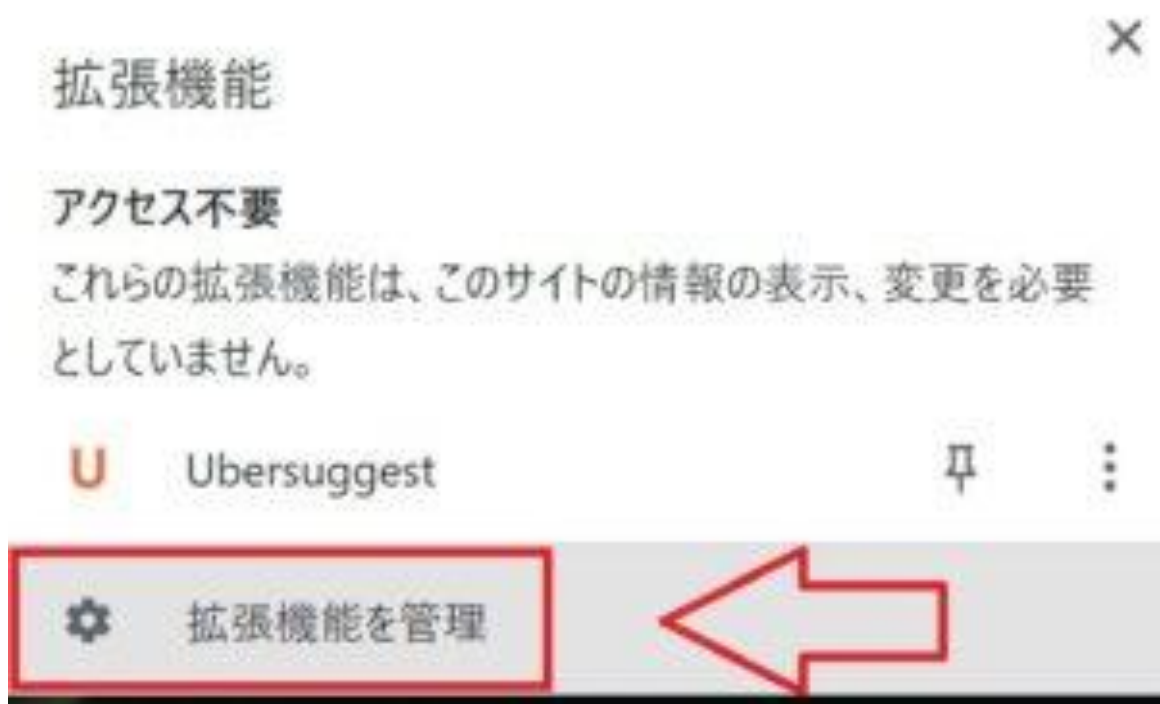 拡張機能
アクセス不要
これらの拡張機能は、このサイトの情報の表示、変更を必要
としていません。
U Ubersuggest
拡張機能を管理